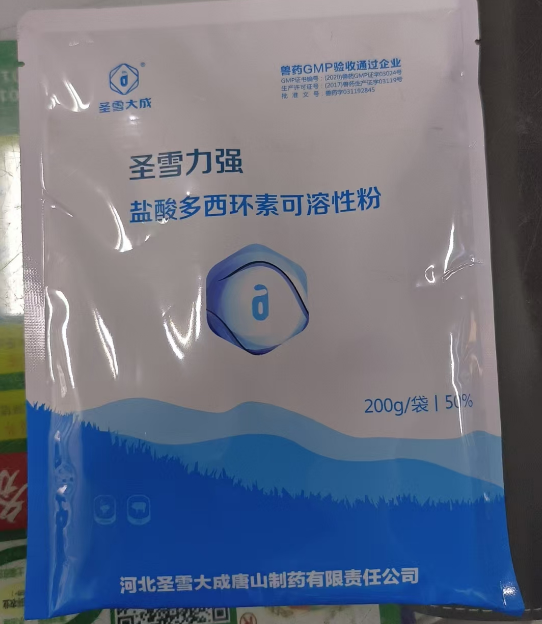 圣雪大成
兽药GMP验收通过企业
圣雪力强
盐酸多西环素可溶性粉
200g/袋 | 50%
河北圣雪大成唐山制药有限责任公司